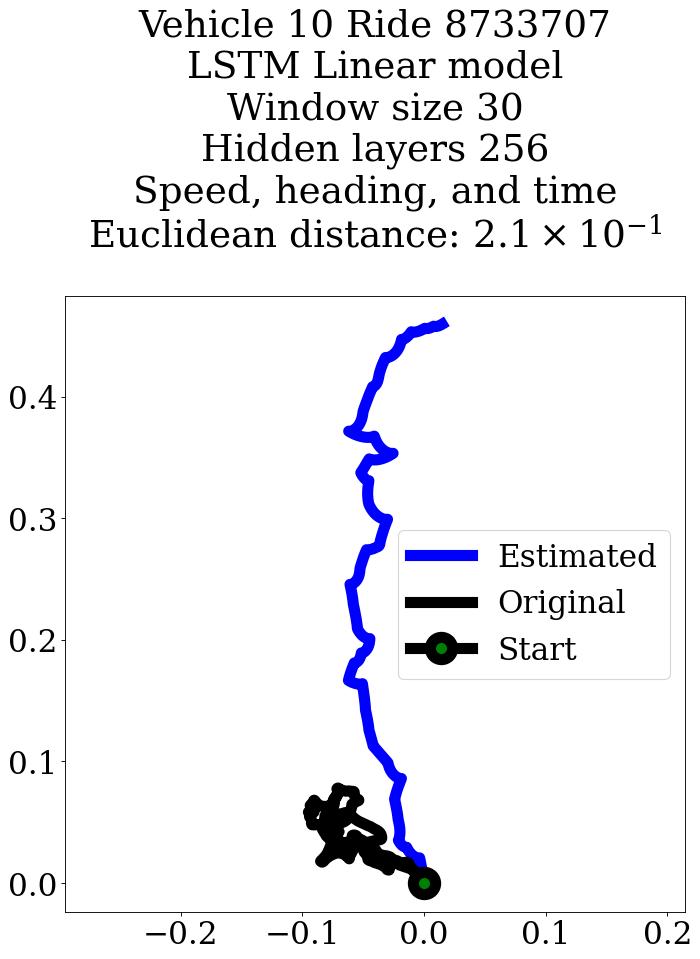 Vehicle 10 Ride 8733707
LSTM Linear model
Window size 30
Hidden layers 256
Speed, heading, and time
Euclidean distance: 2.1 × 10⁻¹
0.4
0.3
Estimated
Original
0.2
Start
0.1
0.0
−0.2 −0.1 0.0 0.1 0.2